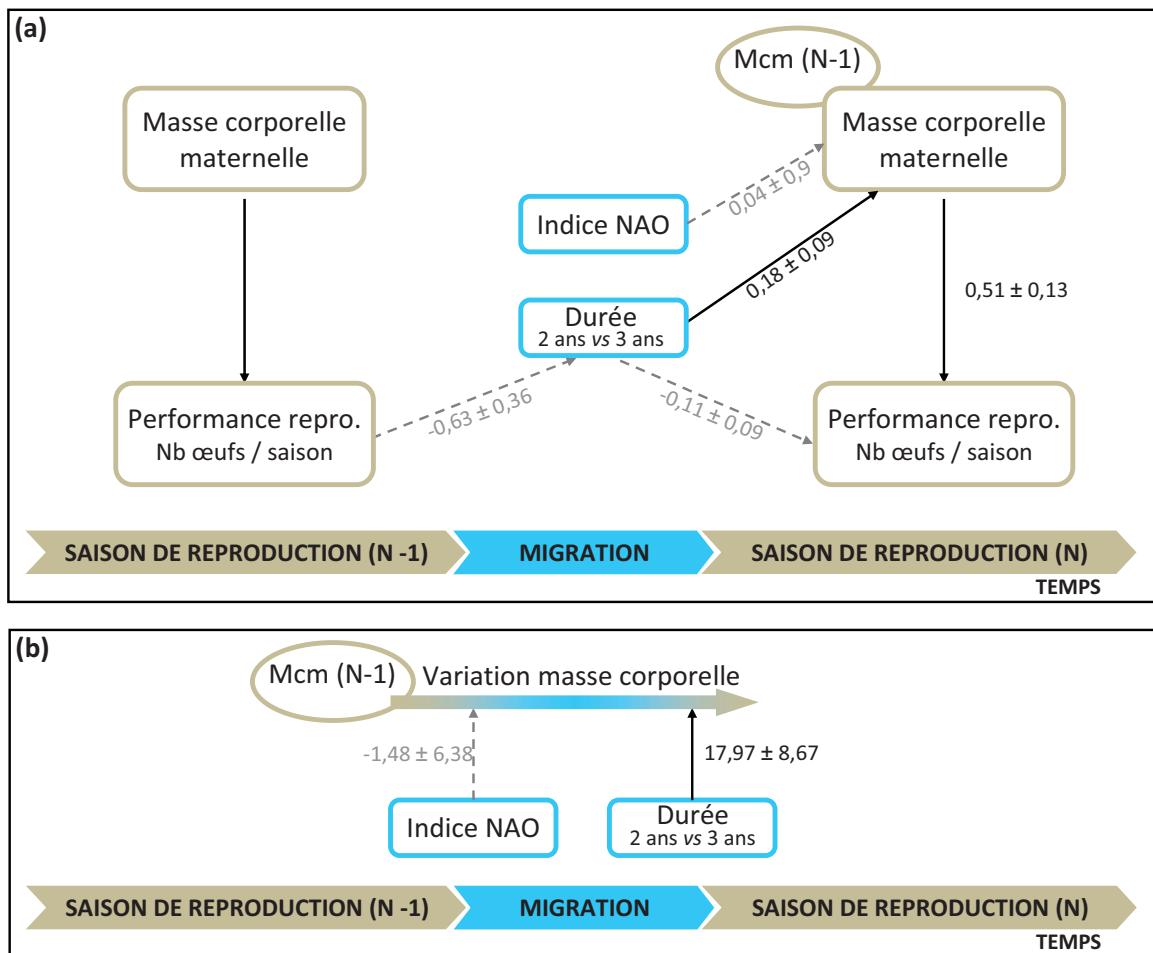 (a)
Mcm (N-1)
Masse corporelle
maternelle
Masse corporelle
maternelle
0,04 ± 0,9
Indice NAO
0,18 ± 0,09
0,51 ± 0,13
Durée
2 ans vs 3 ans
-0,63 ± 0,36
-0,11 ± 0,09
Performance repro.
Nb œufs / saison
Performance repro.
Nb œufs / saison
SAISON DE REPRODUCTION (N -1)
MIGRATION
SAISON DE REPRODUCTION (N)
TEMPS
(b)
Mcm (N-1)
Variation masse corporelle
-1,48 ± 6,38
17,97 ± 8,67
Indice NAO
Durée
2 ans vs 3 ans
SAISON DE REPRODUCTION (N -1)
MIGRATION
SAISON DE REPRODUCTION (N)
TEMPS